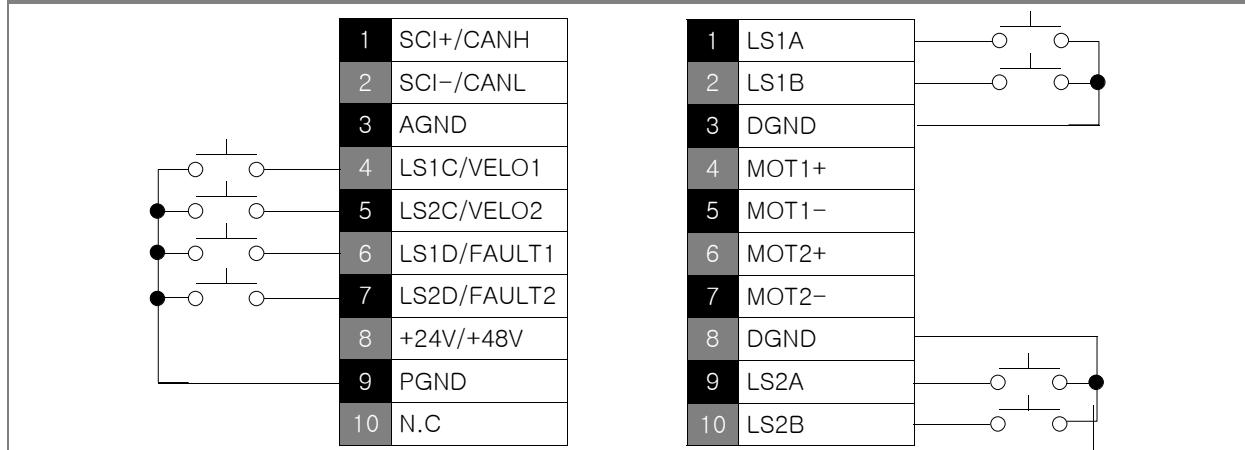 1 SCI+/CANH
2 SCI-/CANL
3 AGND
4 LS1C/VELO1
5 LS2C/VELO2
6 LS1D/FAULT1
7 LS2D/FAULT2
8 +24V/+48V
9 PGND
10 N.C
1 LS1A
2 LS1B
3 DGND
4 MOT1+
5 MOT1-
6 MOT2+
7 MOT2-
8 DGND
9 LS2A
10 LS2B